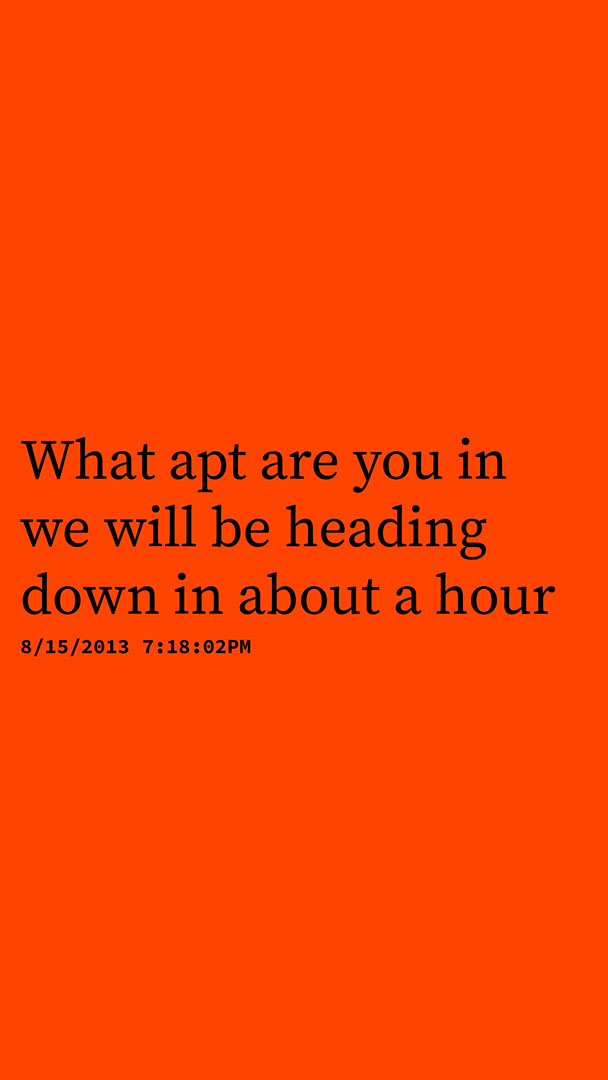 What apt are you in
we will be heading
down in about a hour
8/15/2013 7:18:02PM